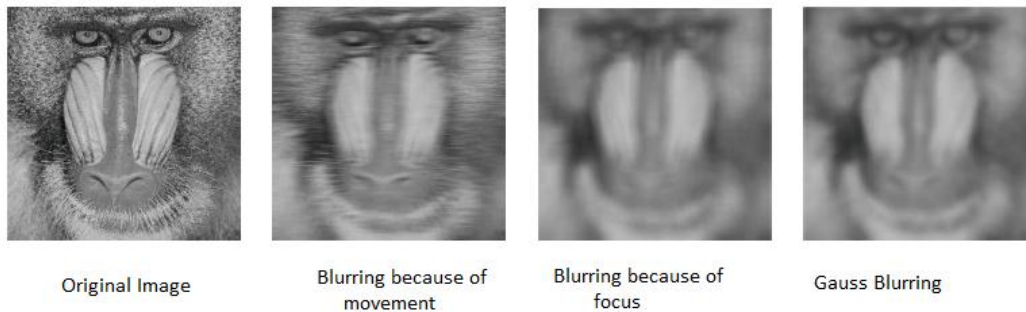 Original Image
Blurring because of
movement
Blurring because of
focus
Gauss Blurring